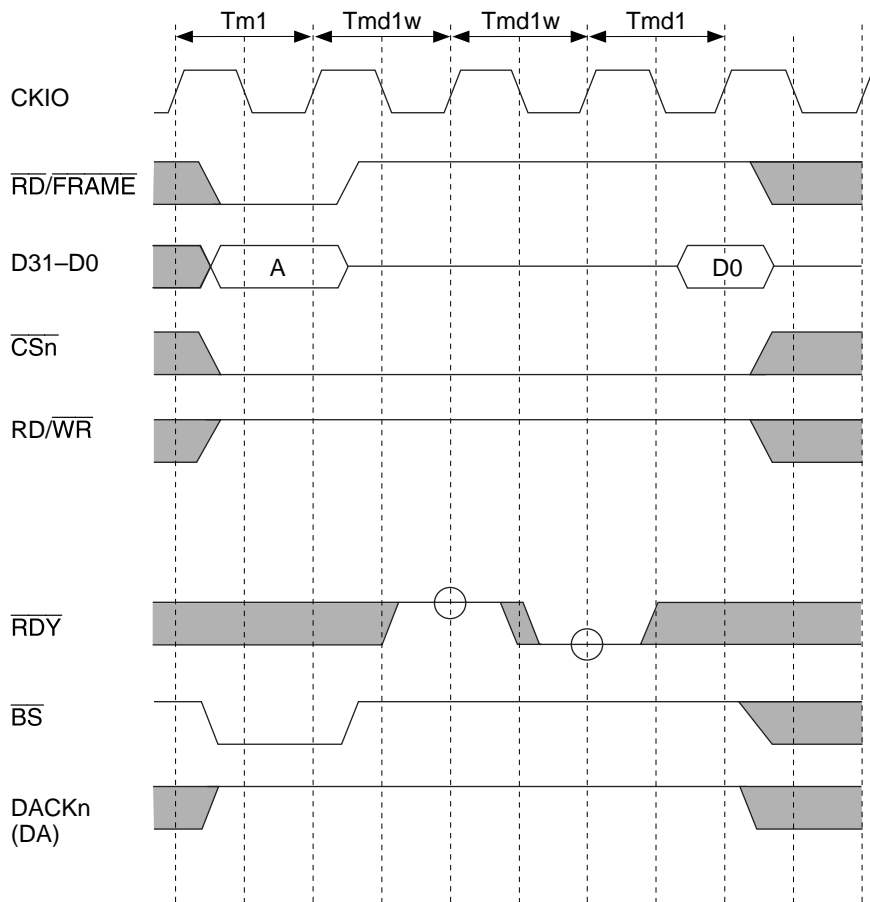 Tm1 Tmd1w Tmd1w Tmd1
CKIO
RD/FRAME
D31–D0 A D0
CSn
RD/WR
RDY
BS
DACKn
(DA)